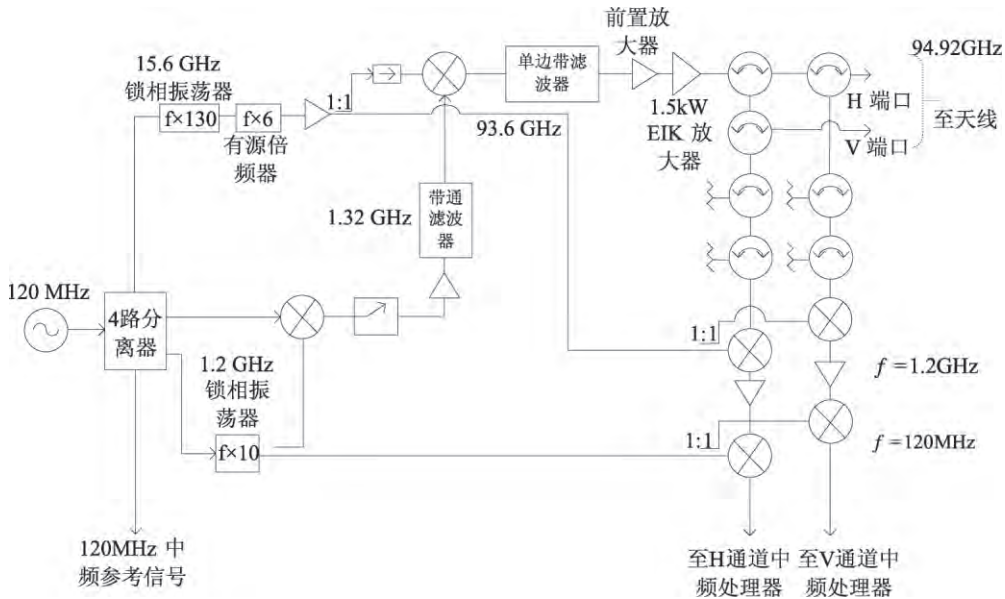 15.6 GHz
锁相振荡器
f×130
f×6
有源倍
频器
1:1
单边带滤
波器
前置放
大器
1.5kW
EIK 放
大器
94.92GHz
H 端口
V 端口
至天线
93.6 GHz
1.32 GHz
带通
滤波
器
120 MHz
4路分
离器
1.2 GHz
锁相振
荡器
f×10
1:1
f=1.2GHz
1:1
f=120MHz
120MHz 中
频参考信号
至H通道中
频处理器
至V通道中
频处理器